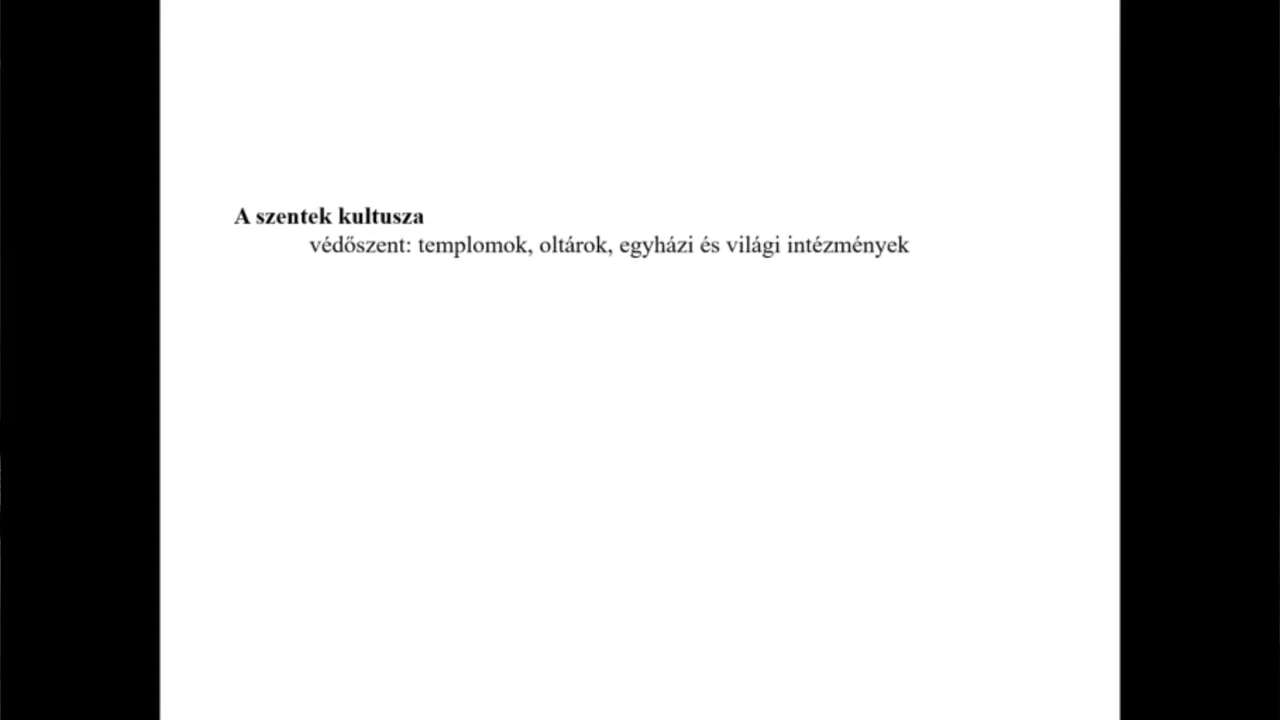 A szentek kultusza
védőszent: templomok, oltárok, egyházi és világi intézmények